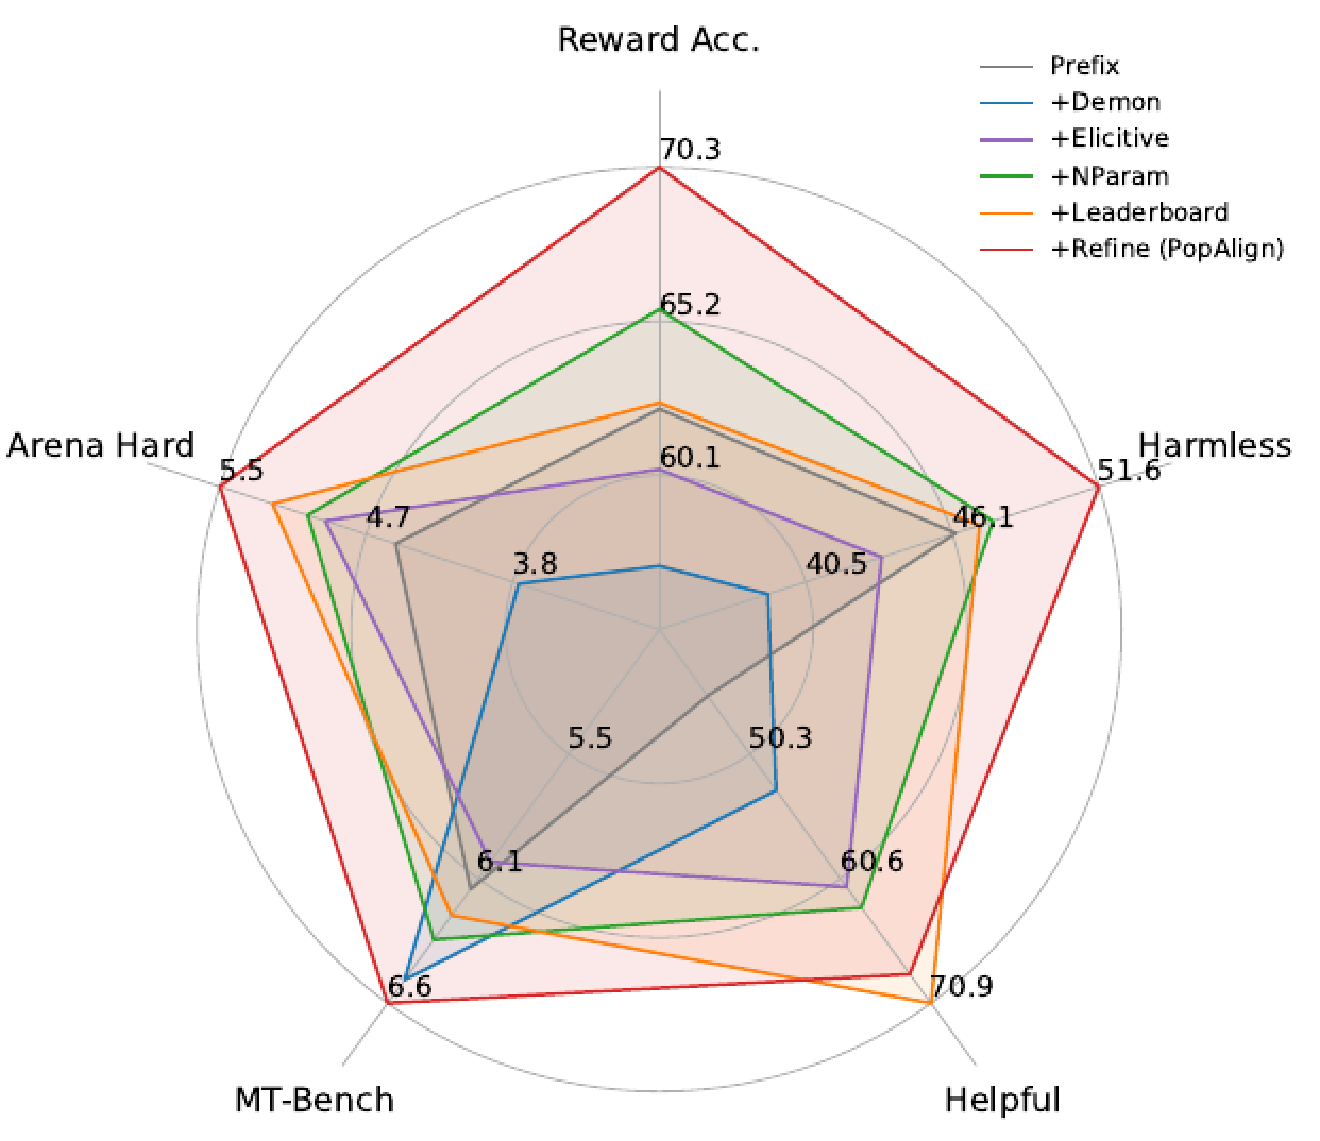 Reward Acc.
Prefix
+Demon
+Elicitive
+NParam
+Leaderboard
+Refine (PopAlign)
70.3
65.2
60.1
Arena Hard
5.5
4.7
3.8
Harmless
51.6
46.1
40.5
5.5
6.1
6.6
50.3
60.6
70.9
MT-Bench
Helpful